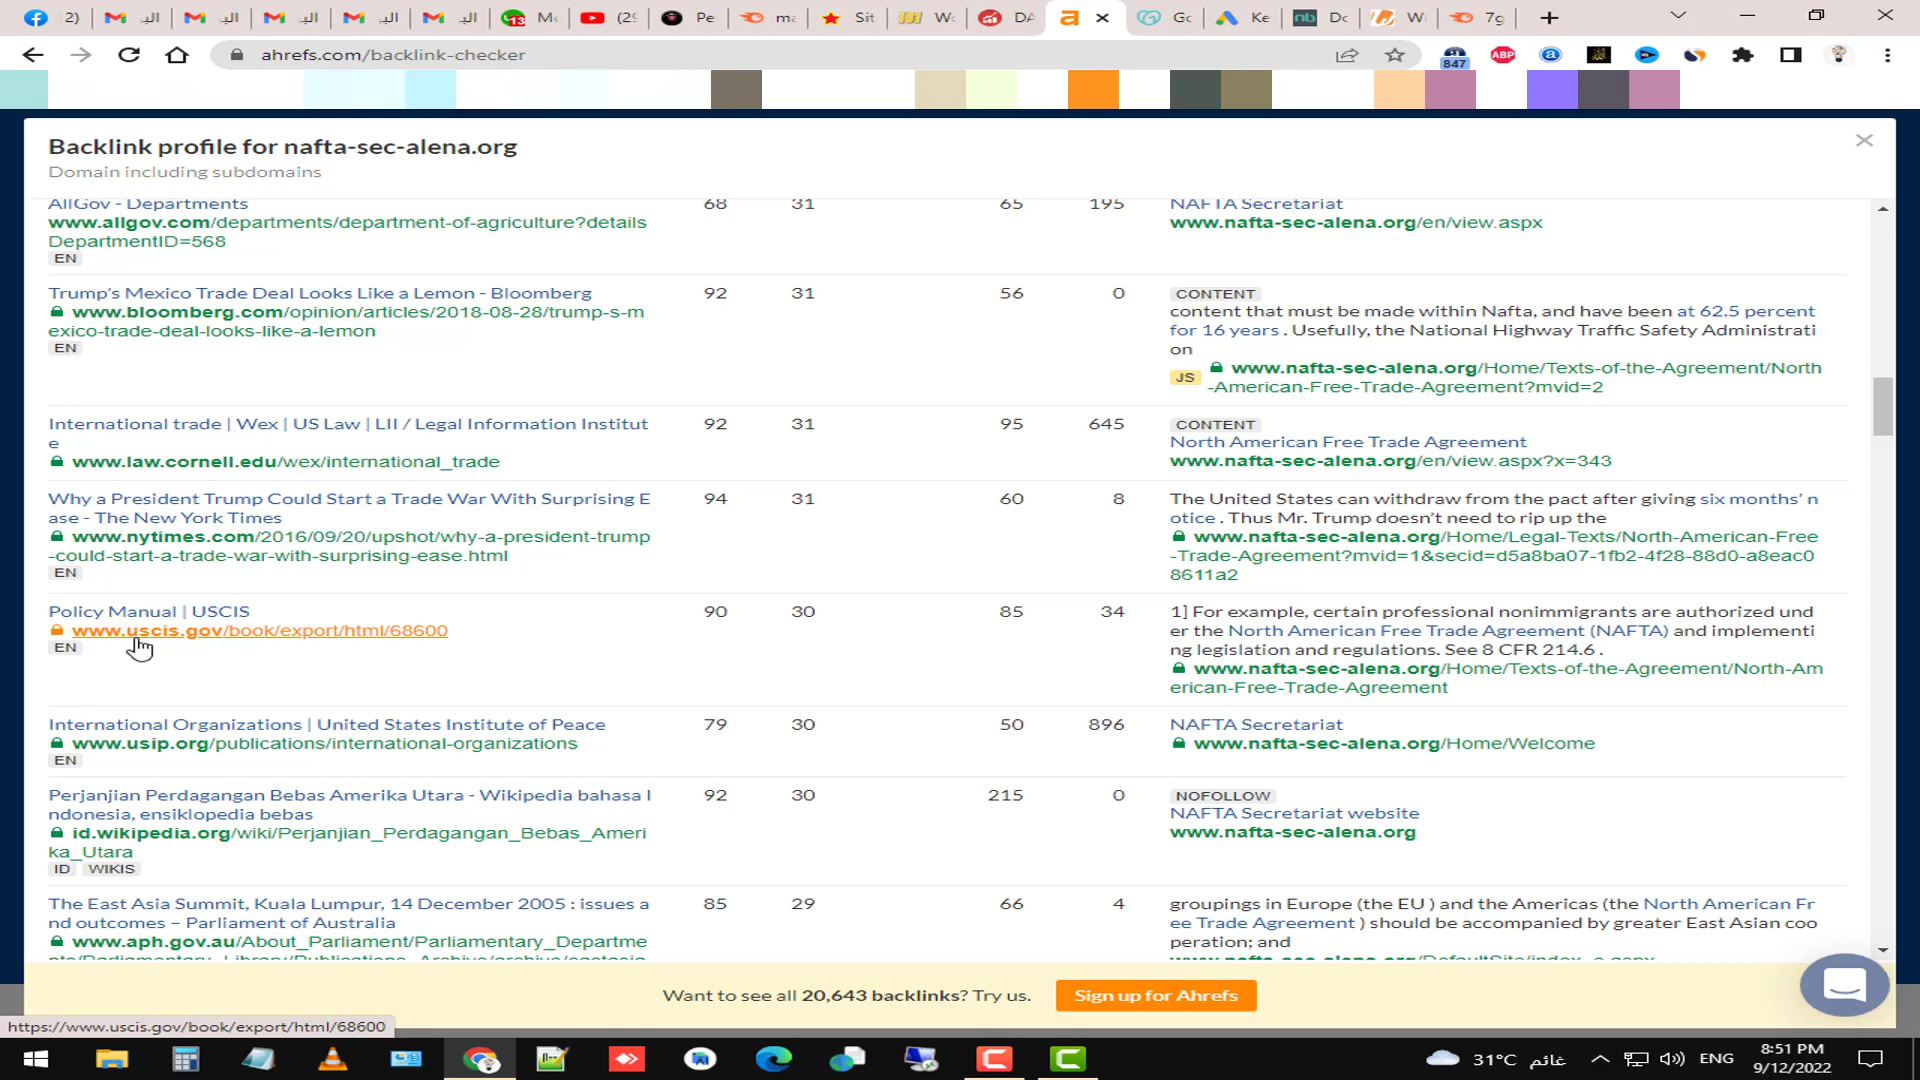 2)
الب
الب
الب
الب
الب
13
Mc
(29
Pe
ma
Sit
Wc
DA
Gc
Ke
Dc
W
7g
ahrefs.com/backlink-checker
847
ABP
Backlink profile for nafta-sec-alena.org
Domain including subdomains
AllGov - Departments 68 31 65 195 NAFTA Secretariat
www.allgov.com/departments/department-of-agriculture?details www.nafta-sec-alena.org/en/view.aspx
DepartmentID=568
EN
Trump's Mexico Trade Deal Looks Like a Lemon - Bloomberg 92 31 56 0 CONTENT
www.bloomberg.com/opinion/articles/2018-08-28/trump-s-m content that must be made within Nafta, and have been at 62.5 percent
exico-trade-deal-looks-like-a-lemon for 16 years . Usefully, the National Highway Traffic Safety Administrati
EN on
www.nafta-sec-alena.org/Home/Texts-of-the-Agreement/North
JS -American-Free-Trade-Agreement?mvid=2
International trade | Wex | US Law | LII / Legal Information Institut 92 31 95 645 CONTENT
e North American Free Trade Agreement
www.law.cornell.edu/wex/international_trade www.nafta-sec-alena.org/en/view.aspx?x=343
Why a President Trump Could Start a Trade War With Surprising E 94 31 60 8 The United States can withdraw from the pact after giving six months' n
ase - The New York Times otice . Thus Mr. Trump doesn't need to rip up the
www.nytimes.com/2016/09/20/upshot/why-a-president-trump www.nafta-sec-alena.org/Home/Legal-Texts/North-American-Free
-could-start-a-trade-war-with-surprising-ease.html -Trade-Agreement?mvid=1&secid=d5a8ba07-1fb2-4f28-88d0-a8eac0
EN 8611a2
Policy Manual | USCIS 90 30 85 34 1] For example, certain professional nonimmigrants are authorized und
www.uscis.gov/book/export/html/68600 er the North American Free Trade Agreement (NAFTA) and implementi
EN ng legislation and regulations. See 8 CFR 214.6 .
www.nafta-sec-alena.org/Home/Texts-of-the-Agreement/North-Am
erican-Free-Trade-Agreement
International Organizations | United States Institute of Peace 79 30 50 896 NAFTA Secretariat
www.usip.org/publications/international-organizations www.nafta-sec-alena.org/Home/Welcome
EN
Perjanjian Perdagangan Bebas Amerika Utara - Wikipedia bahasa I 92 30 215 0 NOFOLLOW
ndonesia, ensiklopedia bebas NAFTA Secretariat website
id.wikipedia.org/wiki/Perjanjian_Perdagangan_Bebas_Ameri www.nafta-sec-alena.org
ka_Utara
ID WIKIS
The East Asia Summit, Kuala Lumpur, 14 December 2005 : issues a 85 29 66 4 groupings in Europe (the EU ) and the Americas (the North American Fr
nd outcomes – Parliament of Australia ee Trade Agreement ) should be accompanied by greater East Asian coo
www.aph.gov.au/About_Parliament/Parliamentary_Departme peration; and
Want to see all 20,643 backlinks? Try us. Sign up for Ahrefs
https://www.uscis.gov/book/export/html/68600
31°C غائم ENG 8:51 PM
9/12/2022